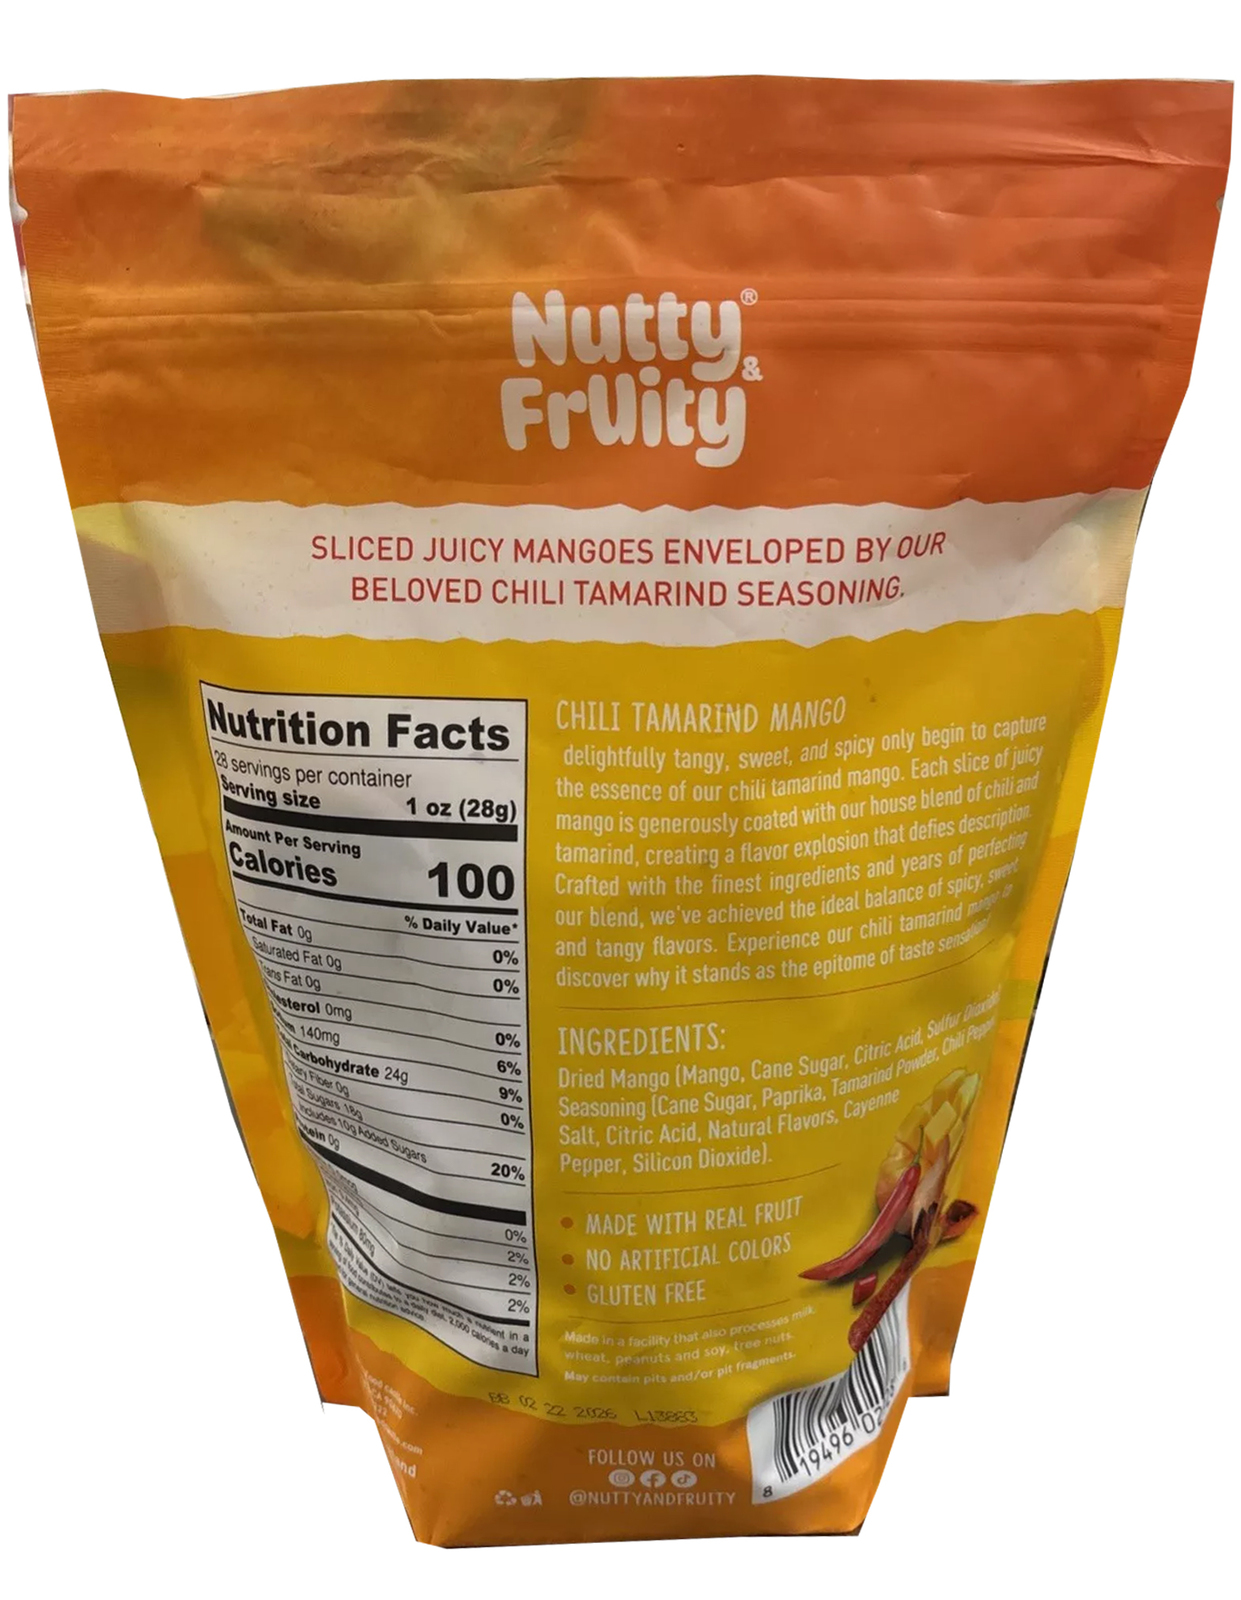 Nutty®
& Fruity
SLICED JUICY MANGOES ENVELOPED BY OUR
BELOVED CHILI TAMARIND SEASONING.
Nutrition Facts
28 servings per container
Serving size 1 oz (28g)
Amount Per Serving
Calories 100
% Daily Value*
Total Fat 0g 0%
Saturated Fat 0g 0%
Fat 0g
0mg 0%
140mg 6%
Carbohydrate 24g 9%
Fiber 0g 0%
Sugars 18g
Includes 10g Added Sugars 20%
0g
0%
2%
2%
2%
CHILI TAMARIND MANGO
delightfully tangy, sweet, and spicy only begin to capture
the essence of our chili tamarind mango. Each slice of juicy
mango is generously coated with our house blend of chili and
tamarind, creating a flavor explosion that defies description.
Crafted with the finest ingredients and years of perfecting
our blend, we've achieved the ideal balance of spicy, sweet,
and tangy flavors. Experience our chili tamarind mango to
discover why it stands as the epitome of taste
INGREDIENTS:
Dried Mango (Mango, Cane Sugar, Citric Acid, Sulfur
Seasoning (Cane Sugar, Paprika, Tamarind Powder, Chili
Salt, Citric Acid, Natural Flavors, Cayenne
Pepper, Silicon Dioxide).
• MADE WITH REAL FRUIT
• NO ARTIFICIAL COLORS
• GLUTEN FREE
Made in a facility that also processes milk,
wheat, peanuts and soy, tree nuts.
May contain pits and/or pit fragments.
BB 02 22 2026 L13883
FOLLOW US ON
@NUTTYANDFRUITY
8 19496 02